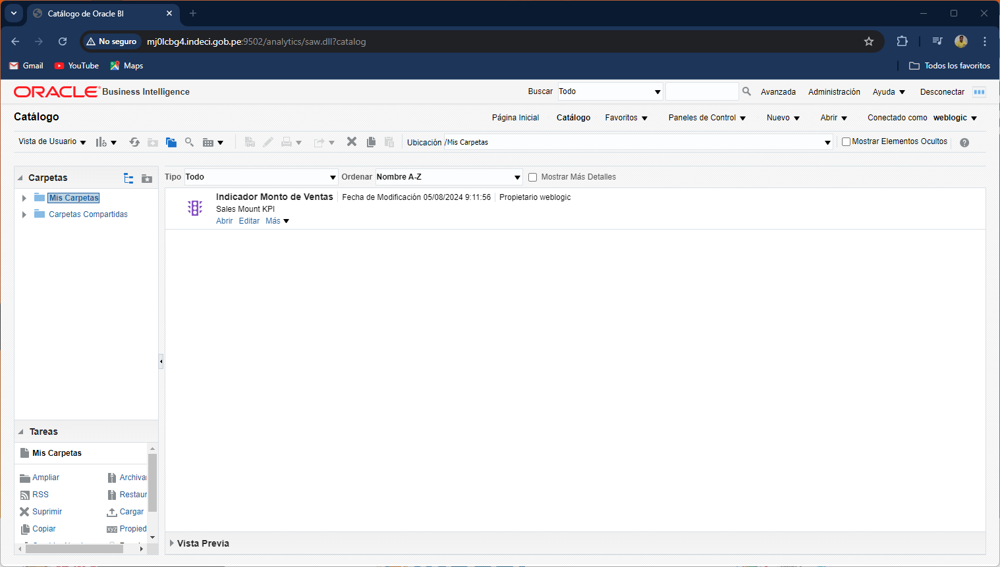 Catálogo de Oracle BI
No seguro mj0lcbg4.indeci.gob.pe:9502/analytics/saw.dll?catalog
Gmail YouTube Maps Todos los favoritos
ORACLE Business Intelligence Buscar Todo Avanzada Administración Ayuda Desconectar
Catálogo Página Inicial Catálogo Favoritos Paneles de Control Nuevo Abrir Conectado como weblogic
Vista de Usuario Ubicación /Mis Carpetas Mostrar Elementos Ocultos
Carpetas
Mis Carpetas
Carpetas Compartidas
Tipo Todo Ordenar Nombre A-Z Mostrar Más Detalles
Indicador Monto de Ventas Fecha de Modificación 05/08/2024 9:11:56 Propietario weblogic
Sales Mount KPI
Abrir Editar Más
Tareas
Mis Carpetas
Ampliar Archiva
RSS Restaur
Suprimir Cargar
Copiar xyz Propied
Vista Previa